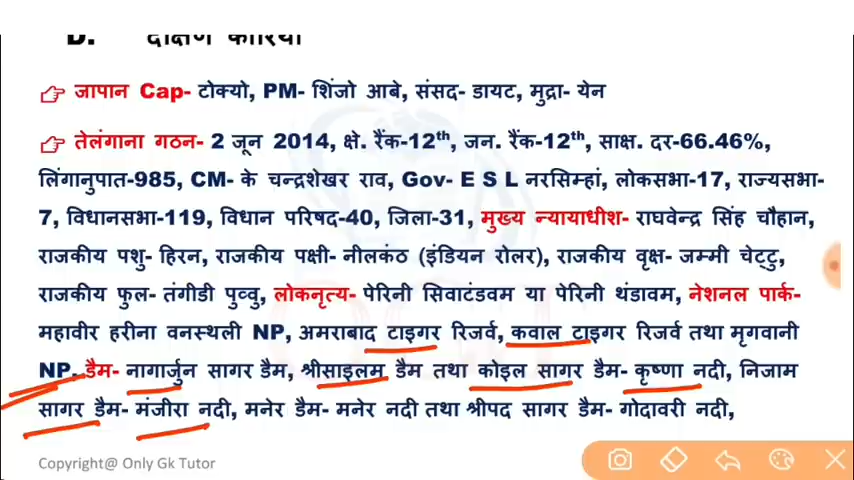 D. दक्षिण कोरिया
जापान Cap- टोक्यो, PM- शिंजो आबे, संसद- डायट, मुद्रा- येन
तेलंगाना गठन- 2 जून 2014, क्षे. रैंक-12th, जन. रैंक-12th, साक्ष. दर-66.46%,
लिंगानुपात-985, CM- के चन्द्रशेखर राव, Gov- E S L नरसिम्हां, लोकसभा-17, राज्यसभा-
7, विधानसभा-119, विधान परिषद-40, जिला-31, मुख्य न्यायाधीश- राघवेन्द्र सिंह चौहान,
राजकीय पशु- हिरन, राजकीय पक्षी- नीलकंठ (इंडियन रोलर), राजकीय वृक्ष- जम्मी चेट्टु,
राजकीय फुल- तंगीडी पुव्वु, लोकनृत्य- पेरिनी सिवाटंडवम या पेरिनी थंडावम, नेशनल पार्क-
महावीर हरीना वनस्थली NP, अमराबाद टाइगर रिजर्व, कवाल टाइगर रिजर्व तथा मृगवानी
NP. डैम- नागार्जुन सागर डैम, श्रीसाइलम डैम तथा कोइल सागर डैम- कृष्णा नदी, निजाम
सागर डैम- मंजीरा नदी, मनेर डैम- मनेर नदी तथा श्रीपद सागर डैम- गोदावरी नदी,
Copyright@ Only Gk Tutor